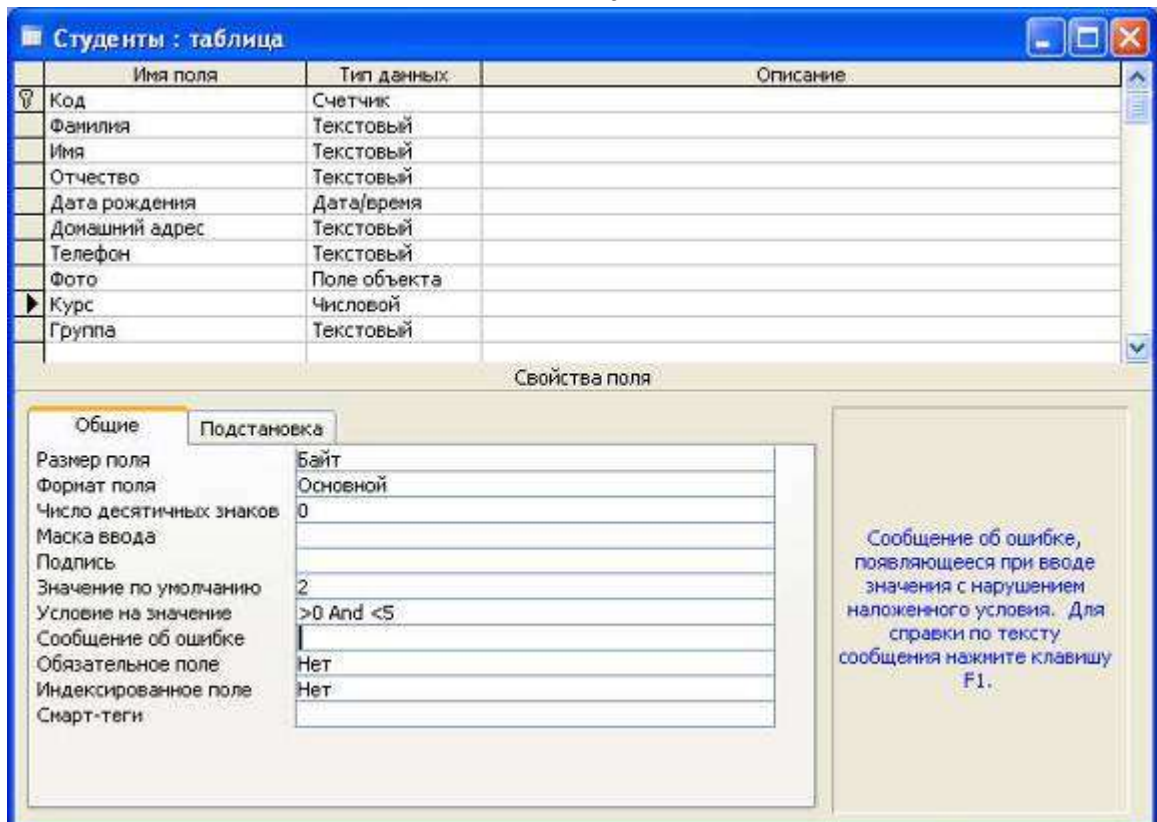 Студенты : таблица
Имя поля Тип данных Описание
Код Счетчик
Фамилия Текстовый
Имя Текстовый
Отчество Текстовый
Дата рождения Дата/время
Домашний адрес Текстовый
Телефон Текстовый
Фото Поле объекта
Курс Числовой
Группа Текстовый
Свойства поля
Общие Подстановка
Размер поля Байт
Формат поля Основной
Число десятичных знаков 0
Маска ввода
Подпись
Значение по умолчанию 2
Условие на значение >0 And <5
Сообщение об ошибке
Обязательное поле Нет
Индексированное поле Нет
Смарт-теги
Сообщение об ошибке,
появляющееся при вводе
значения с нарушением
наложенного условия. Для
справки по тексту
сообщения нажмите клавишу
F1.